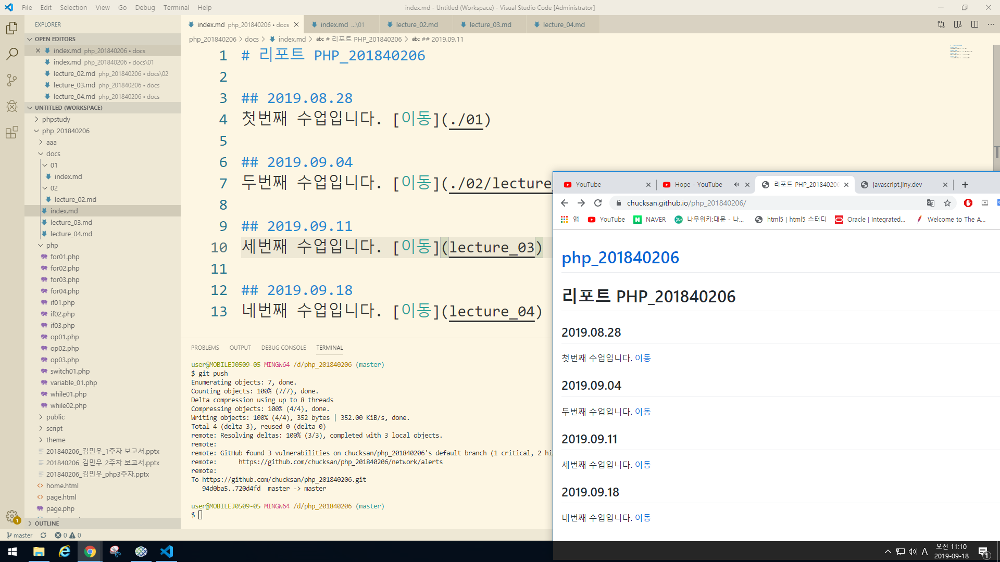 File Edit Selection View Go Debug Terminal Help
index.md - Untitled (Workspace) - Visual Studio Code [Administrator]
EXPLORER
OPEN EDITORS
index.md php_201840206 • docs
index.md php_201840206 • docs\01
lecture_02.md php_201840206 • docs\02
lecture_03.md php_201840206 • docs
lecture_04.md php_201840206 • docs
UNTITLED (WORKSPACE)
phpstudy
php_201840206
aaa
docs
01
index.md
02
lecture_02.md
index.md
lecture_03.md
lecture_04.md
php
for01.php
for02.php
for03.php
for04.php
if01.php
if02.php
if03.php
op01.php
op02.php
op03.php
switch01.php
variable_01.php
while01.php
while02.php
public
script
theme
201840206_김민우_1주차 보고서.pptx
201840206_김민우_2주차 보고서.pptx
201840206_김민우_php3주차.pptx
home.html
page.html
page.php
OUTLINE
1
master 0 0
index.md php_201840206 • docs
index.md ...\01
lecture_02.md
lecture_03.md
lecture_04.md
php_201840206 > docs > index.md > abc # 리포트 PHP_201840206 > abc ## 2019.09.11
1 # 리포트 PHP_201840206
2
3 ## 2019.08.28
4 첫번째 수업입니다. [이동](./01)
5
6 ## 2019.09.04
7 두번째 수업입니다. [이동](./02/lecture_
8
9 ## 2019.09.11
10 세번째 수업입니다. [이동](lecture_03)
11
12 ## 2019.09.18
13 네번째 수업입니다. [이동](lecture_04)
PROBLEMS OUTPUT DEBUG CONSOLE TERMINAL
user@MOBILEJ0509-05 MINGW64 /d/php_201840206 (master)
$ git push
Enumerating objects: 7, done.
Counting objects: 100% (7/7), done.
Delta compression using up to 8 threads
Compressing objects: 100% (4/4), done.
Writing objects: 100% (4/4), 352 bytes | 352.00 KiB/s, done.
Total 4 (delta 3), reused 0 (delta 0)
remote: Resolving deltas: 100% (3/3), completed with 3 local objects.
remote:
remote: GitHub found 3 vulnerabilities on chucksan/php_201840206's default branch (1 critical, 2 hi
remote: https://github.com/chucksan/php_201840206/network/alerts
remote:
To https://github.com/chucksan/php_201840206.git
94d0ba5..720d4fd master -> master
user@MOBILEJ0509-05 MINGW64 /d/php_201840206 (master)
$
YouTube
Hope - YouTube
리포트 PHP_201840206
javascript.jiny.dev
chucksan.github.io/php_201840206/
앱 YouTube NAVER 나무위키:대문 - 나... html5 | html5 스터디 Oracle | Integrated... Welcome to The A...
php_201840206
리포트 PHP_201840206
2019.08.28
첫번째 수업입니다. 이동
2019.09.04
두번째 수업입니다. 이동
2019.09.11
세번째 수업입니다. 이동
2019.09.18
네번째 수업입니다. 이동
A
오전 11:10
2019-09-18
1